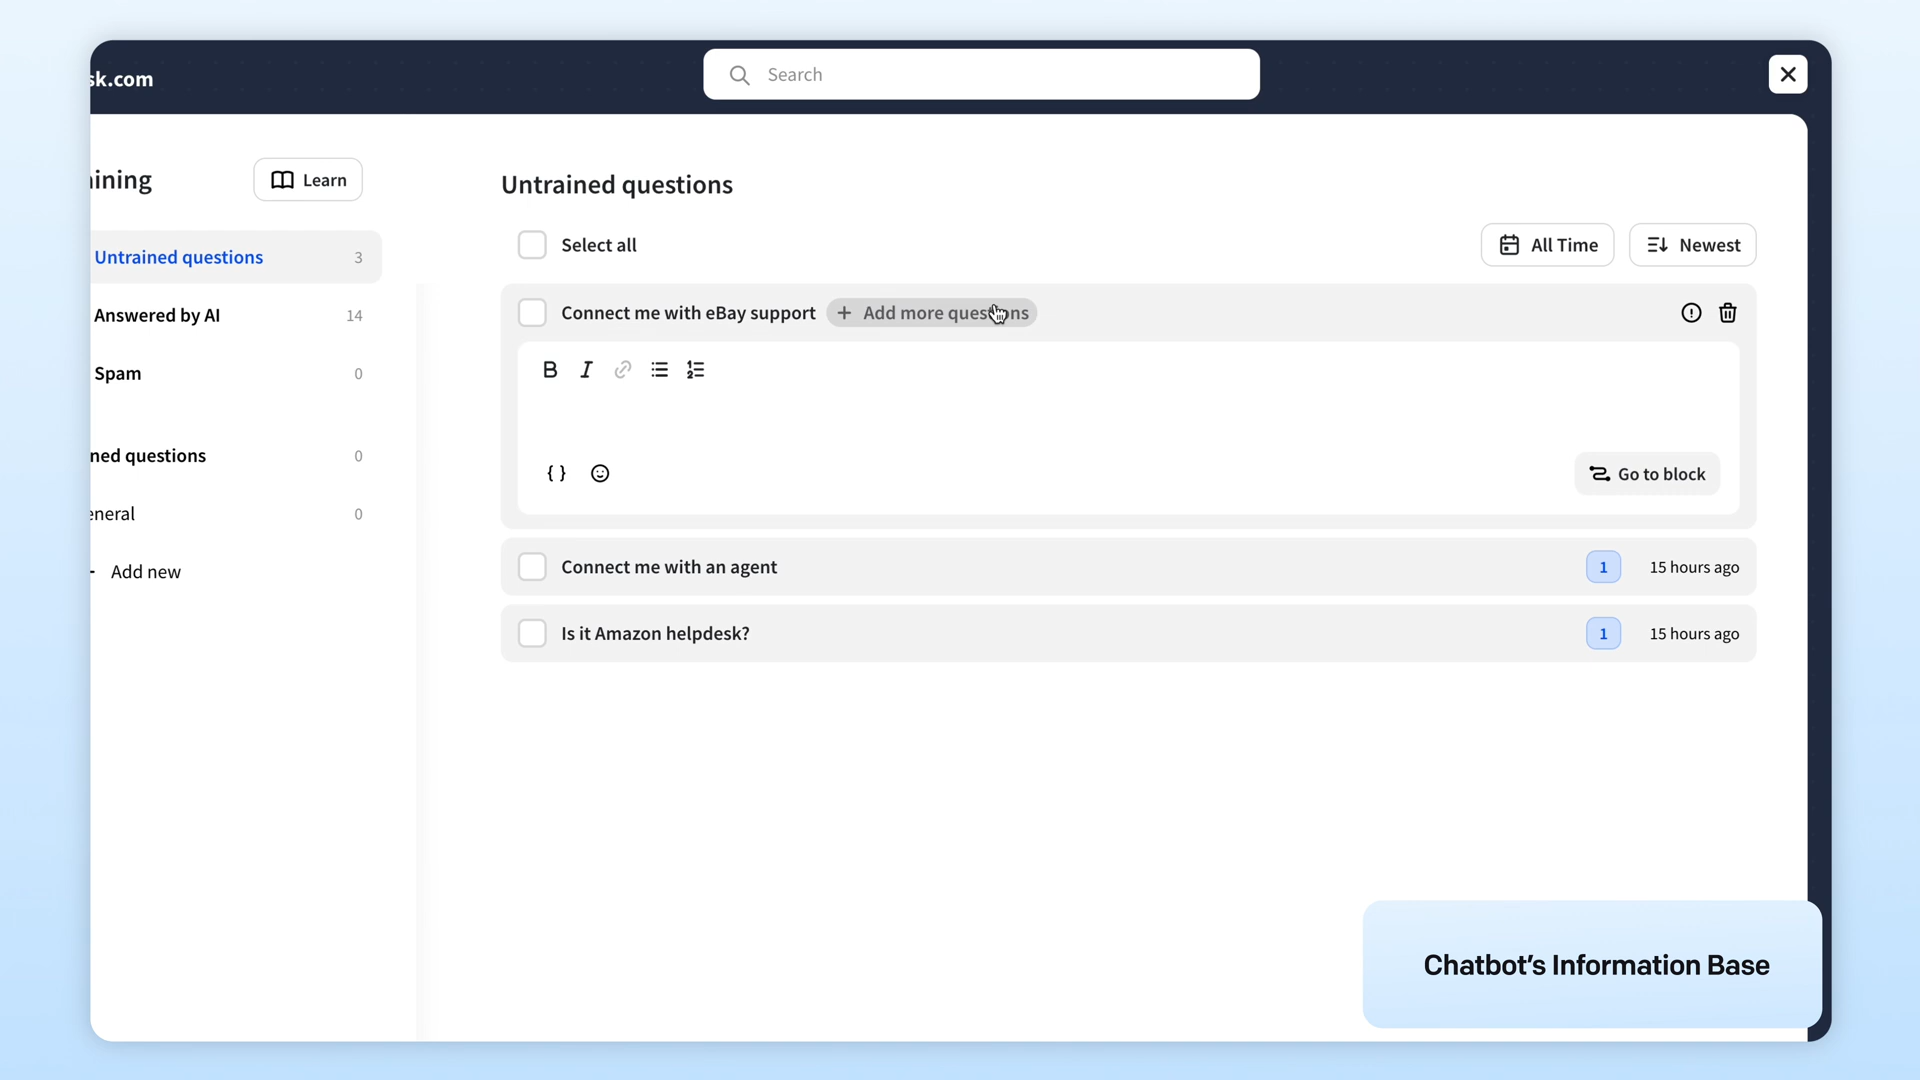 sk.com
Search
ining
Learn
Untrained questions 3
Answered by AI 14
Spam 0
ned questions 0
eneral 0
Add new
Untrained questions
Select all
All Time
Newest
Connect me with eBay support
+ Add more questions
B I
{ }
Go to block
Connect me with an agent 1 15 hours ago
Is it Amazon helpdesk? 1 15 hours ago
Chatbot’s Information Base